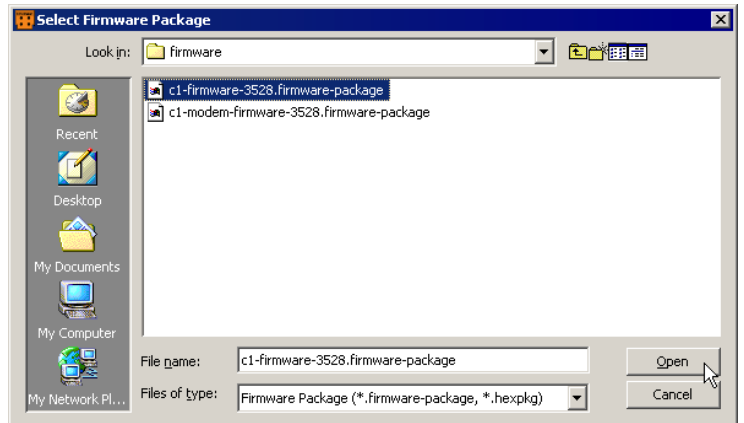 Select Firmware Package
Look in: firmware
c1-firmware-3528.firmware-package
c1-modem-firmware-3528.firmware-package
Recent
Desktop
My Documents
My Computer
My Network Pl...
File name: c1-firmware-3528.firmware-package Open
Files of type: Firmware Package (*.firmware-package, *.hexpkg) Cancel